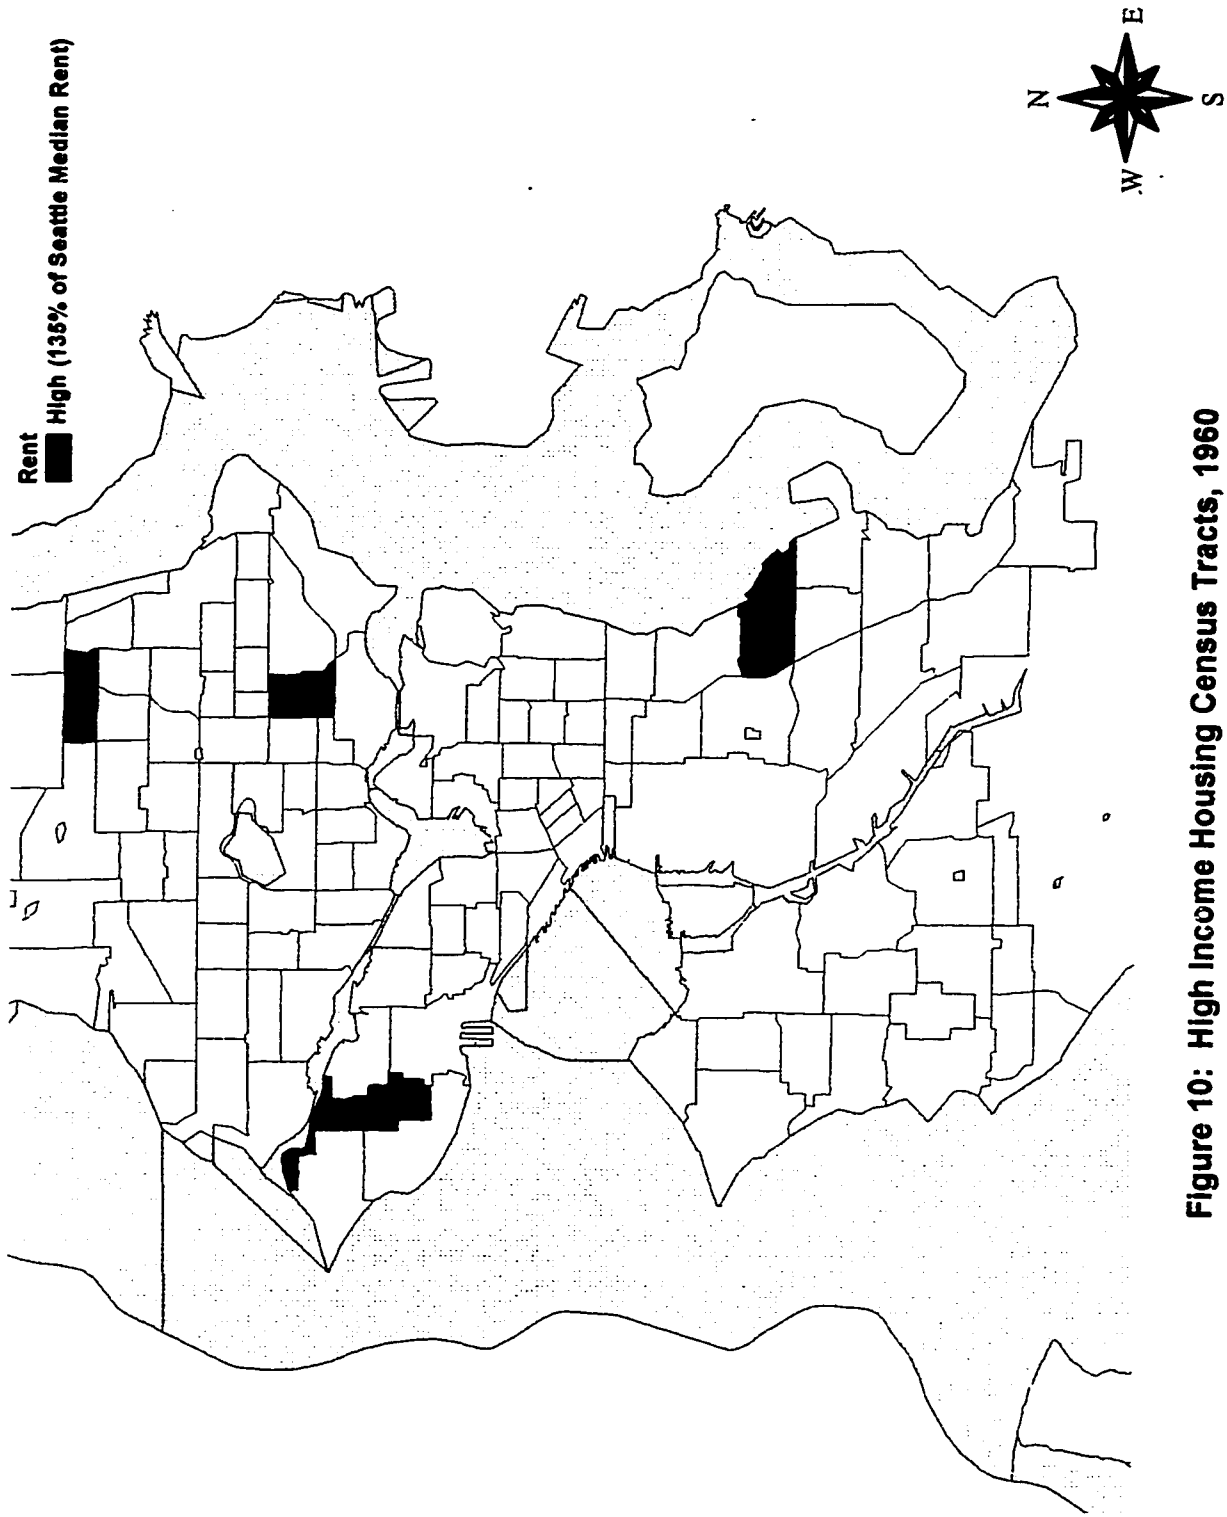 Rent
High (135% of Seattle Median Rent)
N
W
E
S
Figure 10: High Income Housing Census Tracts, 1960